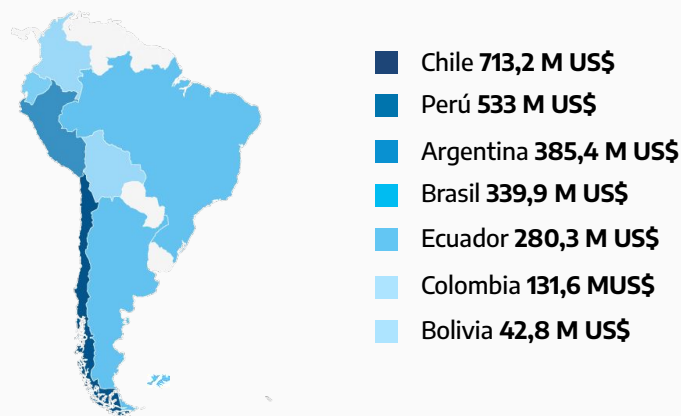 Chile 713,2 M US$
Perú 533 M US$
Argentina 385,4 M US$
Brasil 339,9 M US$
Ecuador 280,3 M US$
Colombia 131,6 MUS$
Bolivia 42,8 M US$